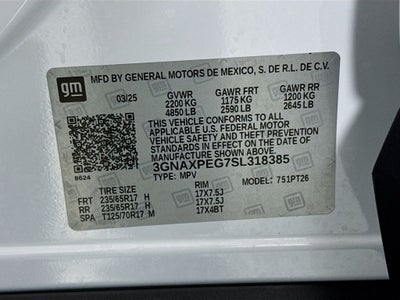 gm
MFD BY GENERAL MOTORS DE MEXICO, S. DE R.L. DE C.V.
03/25 GVWR GAWR FRT GAWR RR
2200 KG 1175 KG 1200 KG
4850 LB 2590 LB 2645 LB
THIS VEHICLE CONFORMS TO ALL APPLICABLE
U.S. FEDERAL MOTOR VEHICLE SAFETY
VEHICLE SAFETY AND THEFT PREVENTION
STANDARDS IN EFFECT ON THE DATE OF
MANUFACTURE SHOWN ABOVE.
3GNAXPEG7SL318385
TYPE: MPV MODEL: 751PT26
8624
TIRE SIZE RIM
FRT 235/65R17 H 17X7.5J
RR 235/65R17 H 17X7.5J
SPA T125/70R17 M 17X4BT